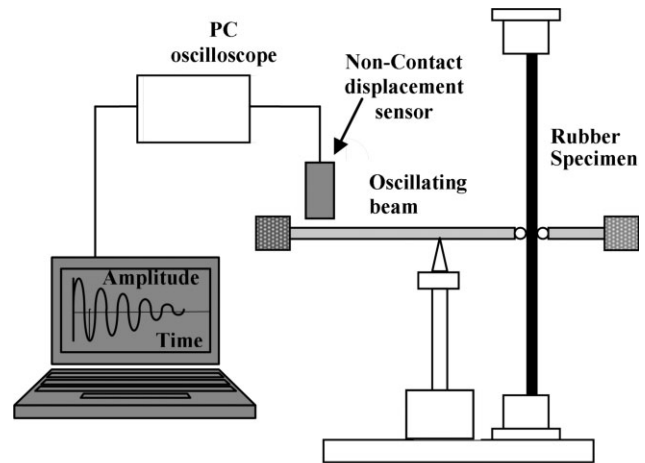 PC
oscilloscope
Non-Contact
displacement
sensor
Rubber
Specimen
Oscillating
beam
Amplitude
Time